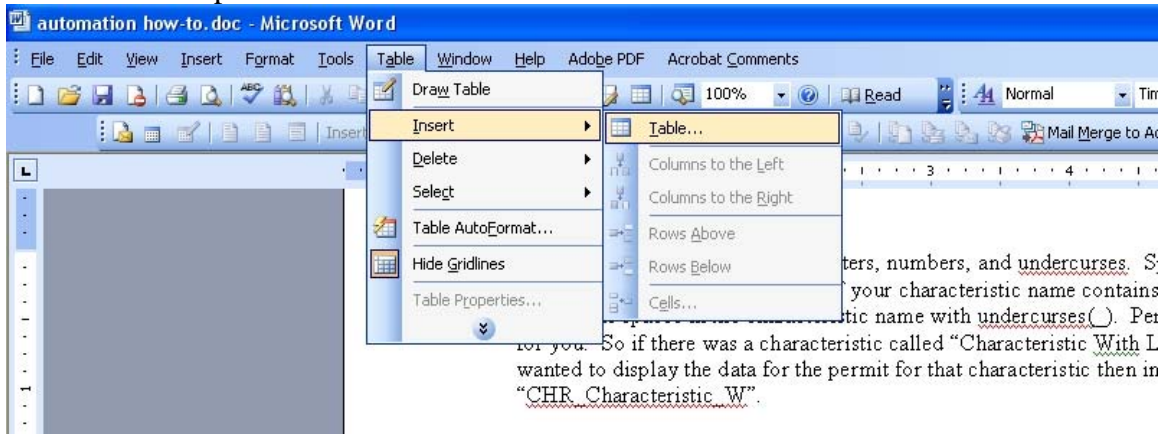 automation how-to.doc - Microsoft Word
File Edit View Insert Format Tools Table Window Help Adobe PDF Acrobat Comments
100% Read Normal
Mail Merge to
Draw Table
Insert
Table...
Delete
Columns to the Left
Select
Columns to the Right
Table AutoFormat...
Rows Above
Hide Gridlines
Rows Below
Table Properties...
Cells...
3 4
1
numbers, and undercurses.
your characteristic name contains
name with undercurses(_).
for you. So if there was a characteristic called “Characteristic With
wanted to display the data for the permit for that characteristic then
“CHR_Characteristic_W”.